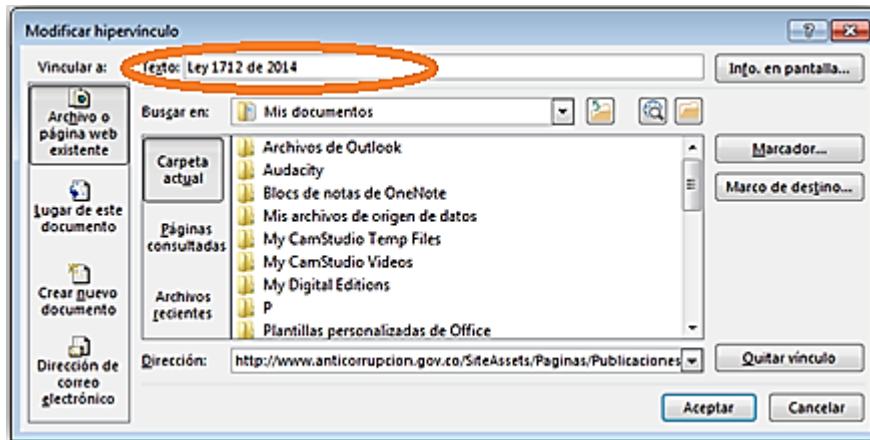 Modificar hipervínculo
Vincular a:
Texto: Ley 1712 de 2014
Info. en pantalla...
Archivo o
página web
existente
Buscar en: Mis documentos
Carpeta
actual
Archivos de Outlook
Audacity
Blocs de notas de OneNote
Mis archivos de origen de datos
My CamStudio Temp Files
My CamStudio Videos
My Digital Editions
P
Plantillas personalizadas de Office
Marcador...
Marco de destino...
Lugar de este
documento
Páginas
consultadas
Crear nuevo
documento
Archivos
recientes
Dirección de
correo
electrónico
Dirección: http://www.anticorrupcion.gov.co/SiteAssets/Paginas/Publicaciones
Quitar vínculo
Aceptar
Cancelar